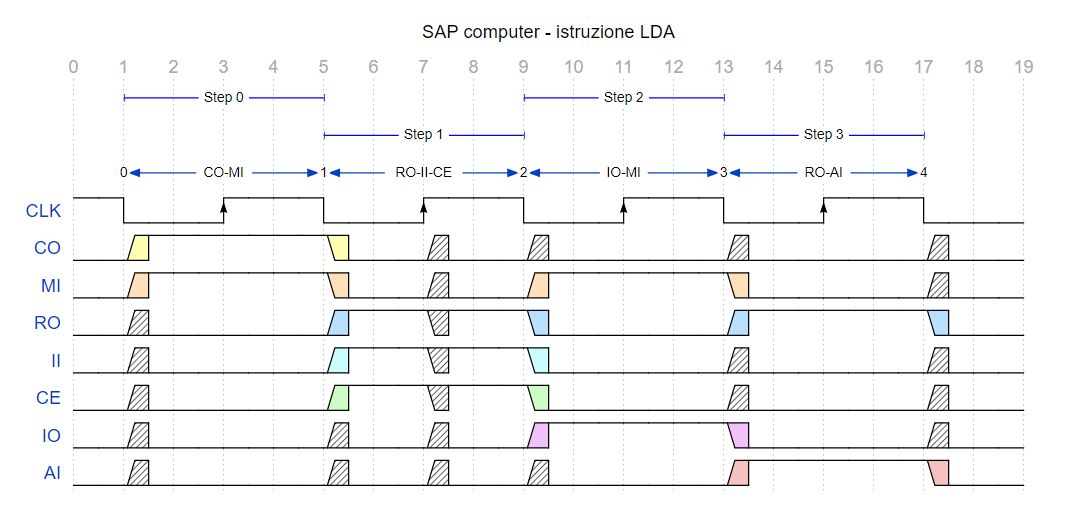 SAP computer - istruzione LDA
0 1 2 3 4 5 6 7 8 9 10 11 12 13 14 15 16 17 18 19
Step 0 Step 2
Step 1 Step 3
0 CO-MI 1 RO-II-CE 2 IO-MI 3 RO-AI 4
CLK
CO
MI
RO
II
CE
IO
AI